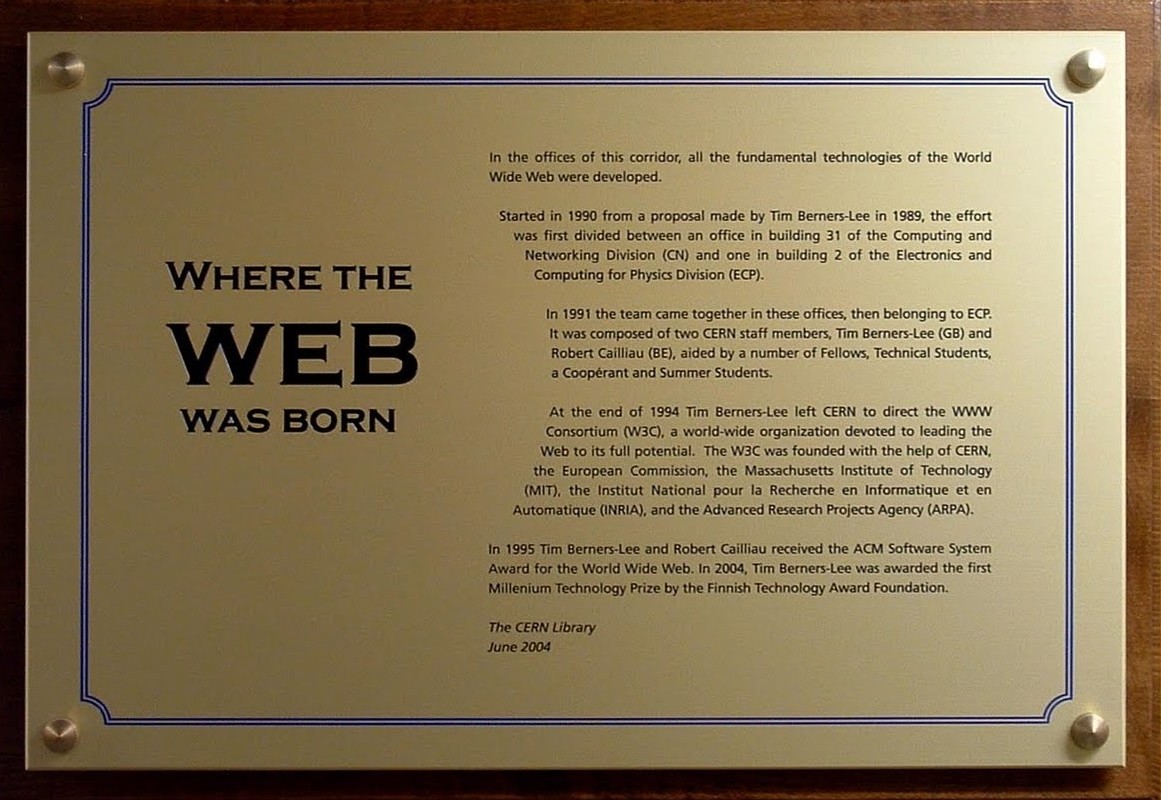 WHERE THE
WEB
WAS BORN
In the offices of this corridor, all the fundamental technologies of the World
Wide Web were developed.
Started in 1990 from a proposal made by Tim Berners-Lee in 1989, the effort
was first divided between an office in building 31 of the Computing and
Networking Division (CN) and one in building 2 of the Electronics and
Computing for Physics Division (ECP).
In 1991 the team came together in these offices, then belonging to ECP.
It was composed of two CERN staff members, Tim Berners-Lee (GB) and
Robert Cailliau (BE), aided by a number of Fellows, Technical Students,
a Coopérant and Summer Students.
At the end of 1994 Tim Berners-Lee left CERN to direct the WWW
Consortium (W3C), a world-wide organization devoted to leading the
Web to its full potential. The W3C was founded with the help of CERN,
the European Commission, the Massachusetts Institute of Technology
(MIT), the Institut National pour la Recherche en Informatique et en
Automatique (INRIA), and the Advanced Research Projects Agency (ARPA).
In 1995 Tim Berners-Lee and Robert Cailliau received the ACM Software System
Award for the World Wide Web. In 2004, Tim Berners-Lee was awarded the first
Millenium Technology Prize by the Finnish Technology Award Foundation.
The CERN Library
June 2004